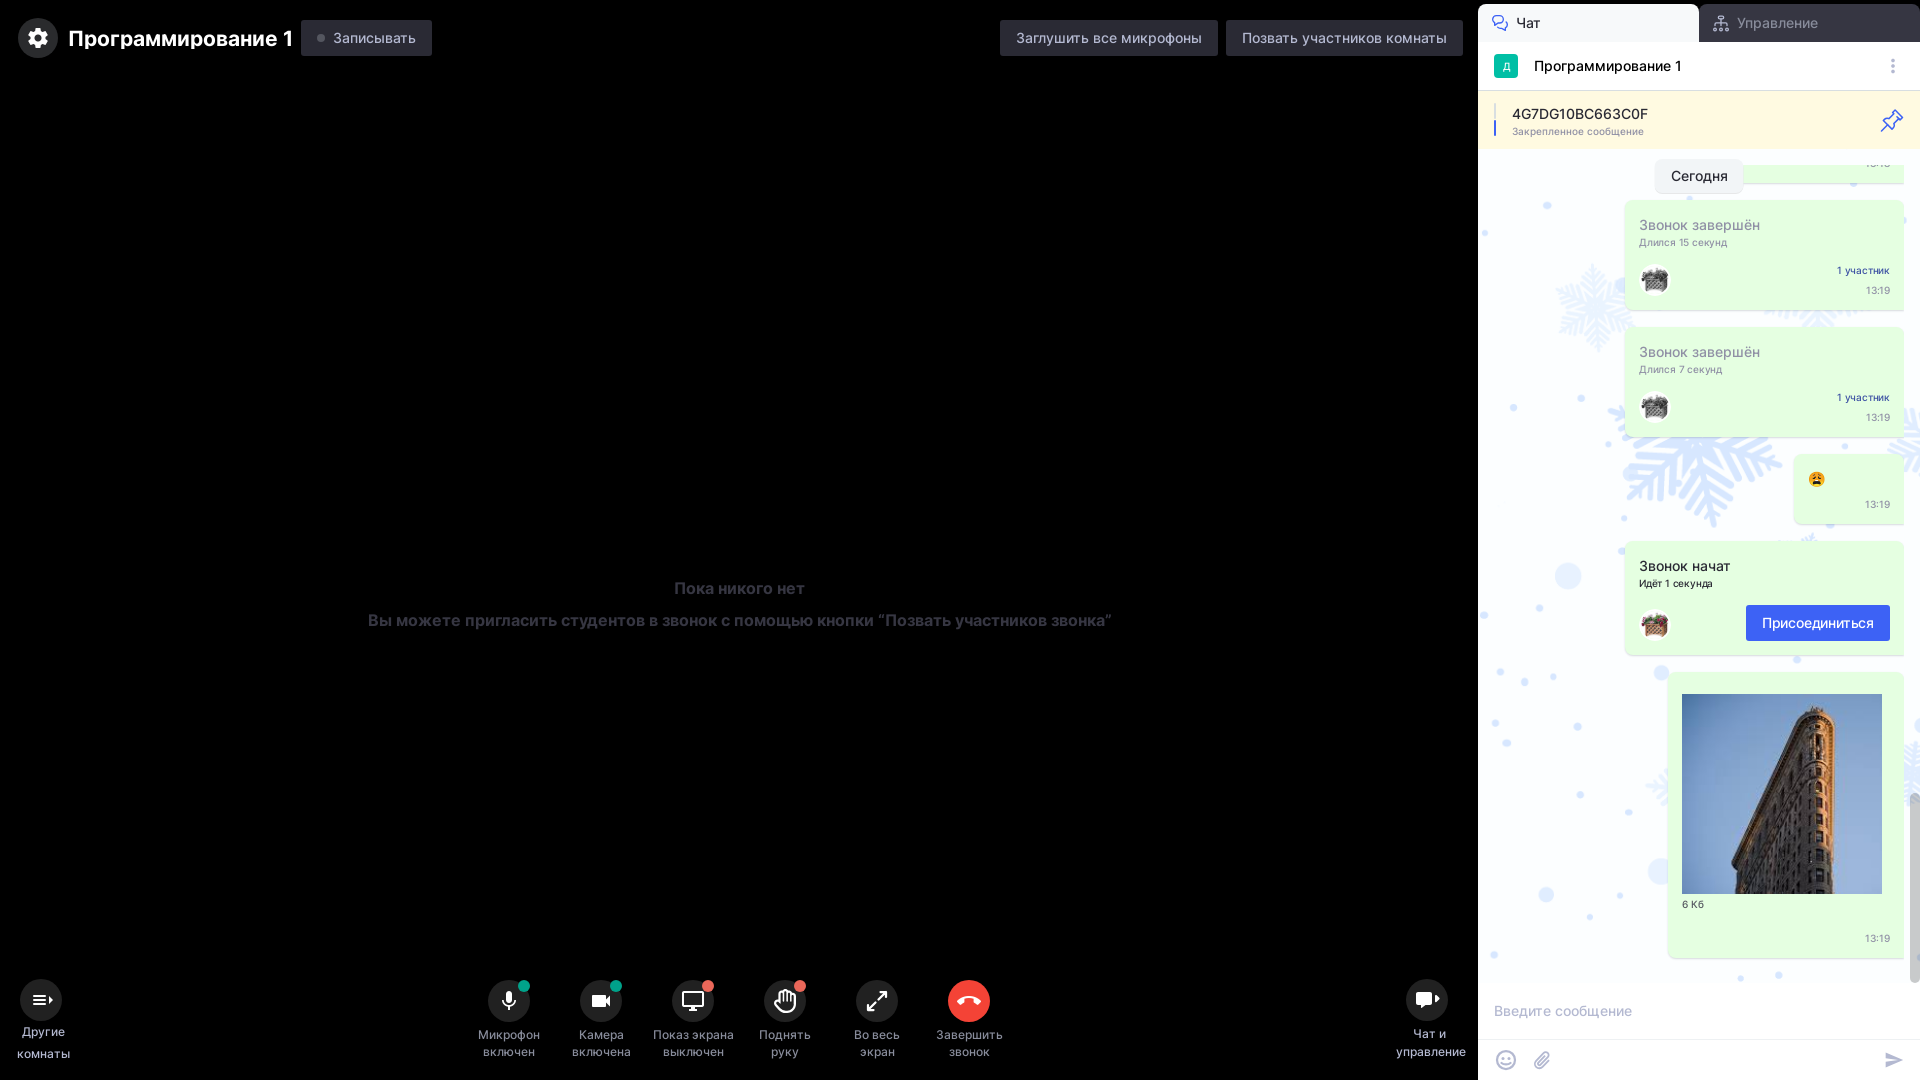 Программирование 1
Записывать
Заглушить все микрофоны
Позвать участников комнаты
Чат
Управление
Д
Программирование 1
4G7DG10BC663C0F
Закрепленное сообщение
Сегодня
Звонок завершён
Длился 15 секунд
1 участник
13:19
Звонок завершён
Длился 7 секунд
1 участник
13:19
😩
13:19
Звонок начат
Идёт 1 секунда
Присоединиться
6 Кб
13:19
Пока никого нет
Вы можете пригласить студентов в звонок с помощью кнопки “Позвать участников звонка”
Другие
комнаты
Микрофон
включен
Камера
включена
Показ экрана
выключен
Поднять
руку
Во весь
экран
Завершить
звонок
Чат и
управление
Введите сообщение